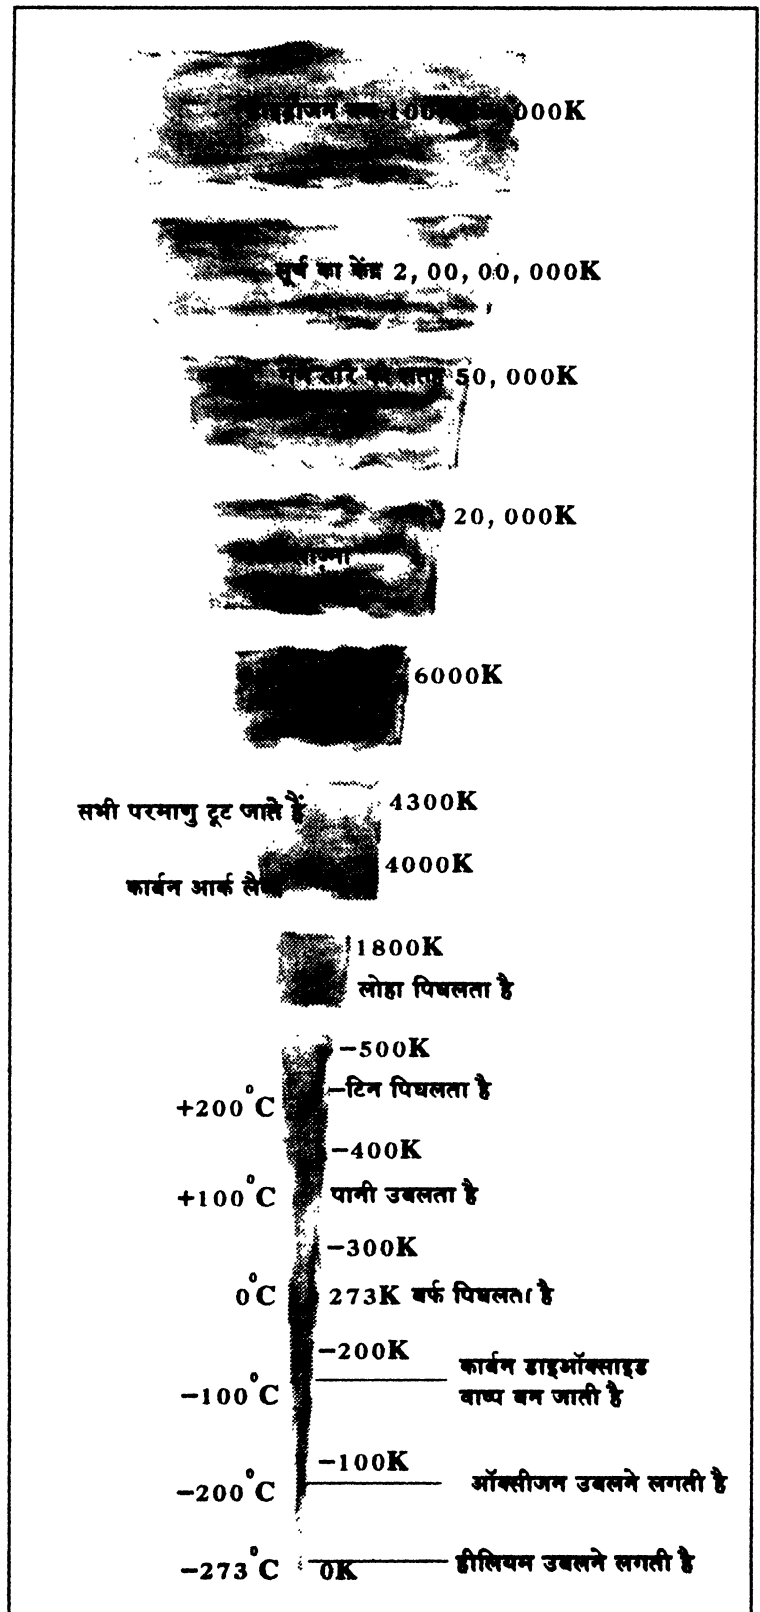 000K
सूर्य का केंद्र 2,00,00,000K
50,000K
20,000K
6000K
सभी परमाणु टूट जाते हैं 4300K
4000K
कार्बन आर्क
1800K
लोहा पिघलता है
−500K
−टिन पिघलता है
+200°C
−400K
+100°C पानी उबलता है
−300K
0°C 273K बर्फ पिघलता है
−200K
कार्बन डाइऑक्साइड
−100°C वाष्प बन जाती है
−100K
−200°C ऑक्सीजन उबलने लगती है
−273°C 0K हीलियम उबलने लगती है